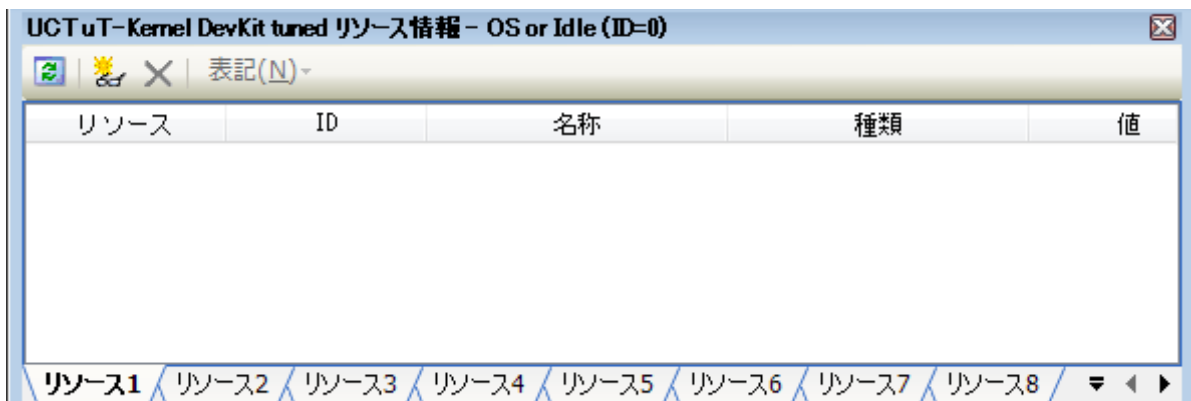 UCT uT-Kernel DevKit tuned リソース情報 - OS or Idle (ID=0)
表記(N)
リソース ID 名称 種類 値
リソース1 リソース2 リソース3 リソース4 リソース5 リソース6 リソース7 リソース8